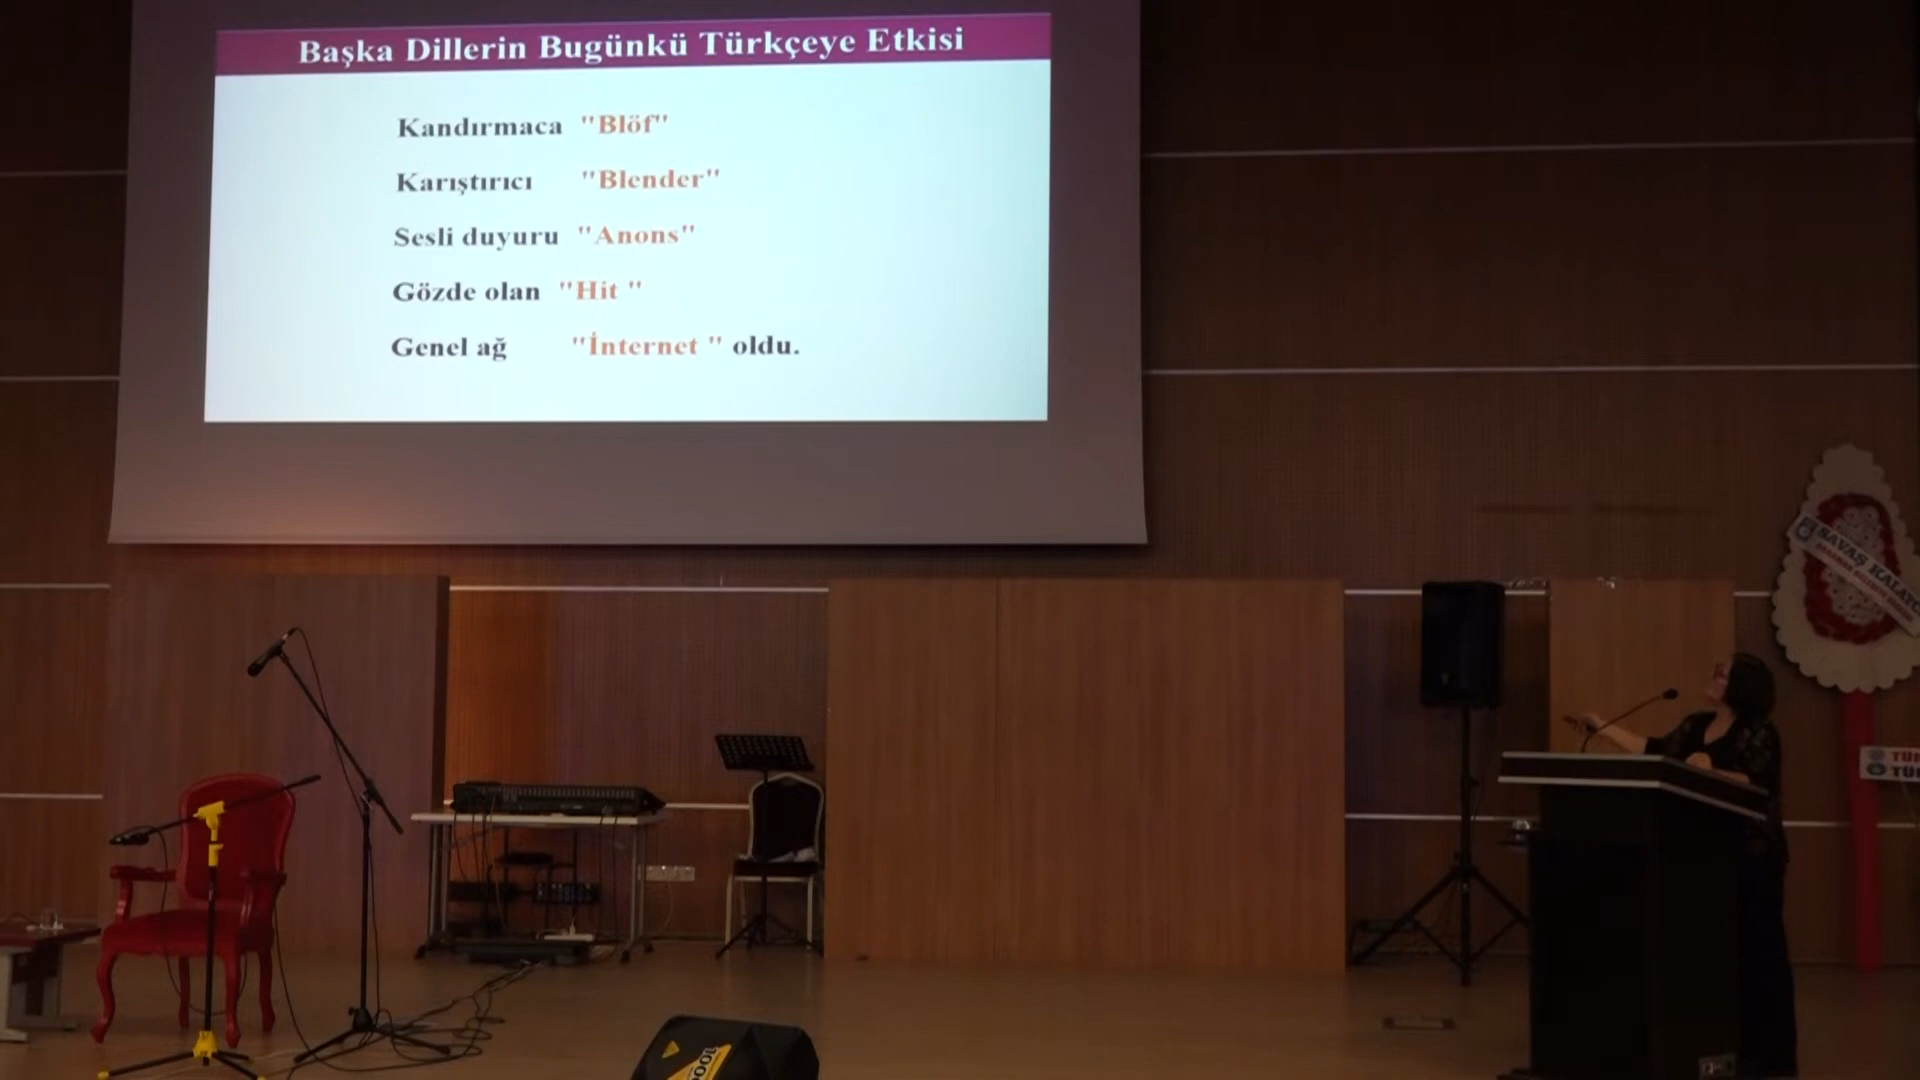 Başka Dillerin Bugünkü Türkçeye Etkisi
Kandırmaca "Blöf"
Karıştırıcı "Blender"
Sesli duyuru "Anons"
Gözde olan "Hit "
Genel ağ "İnternet " oldu.
SAVAŞ